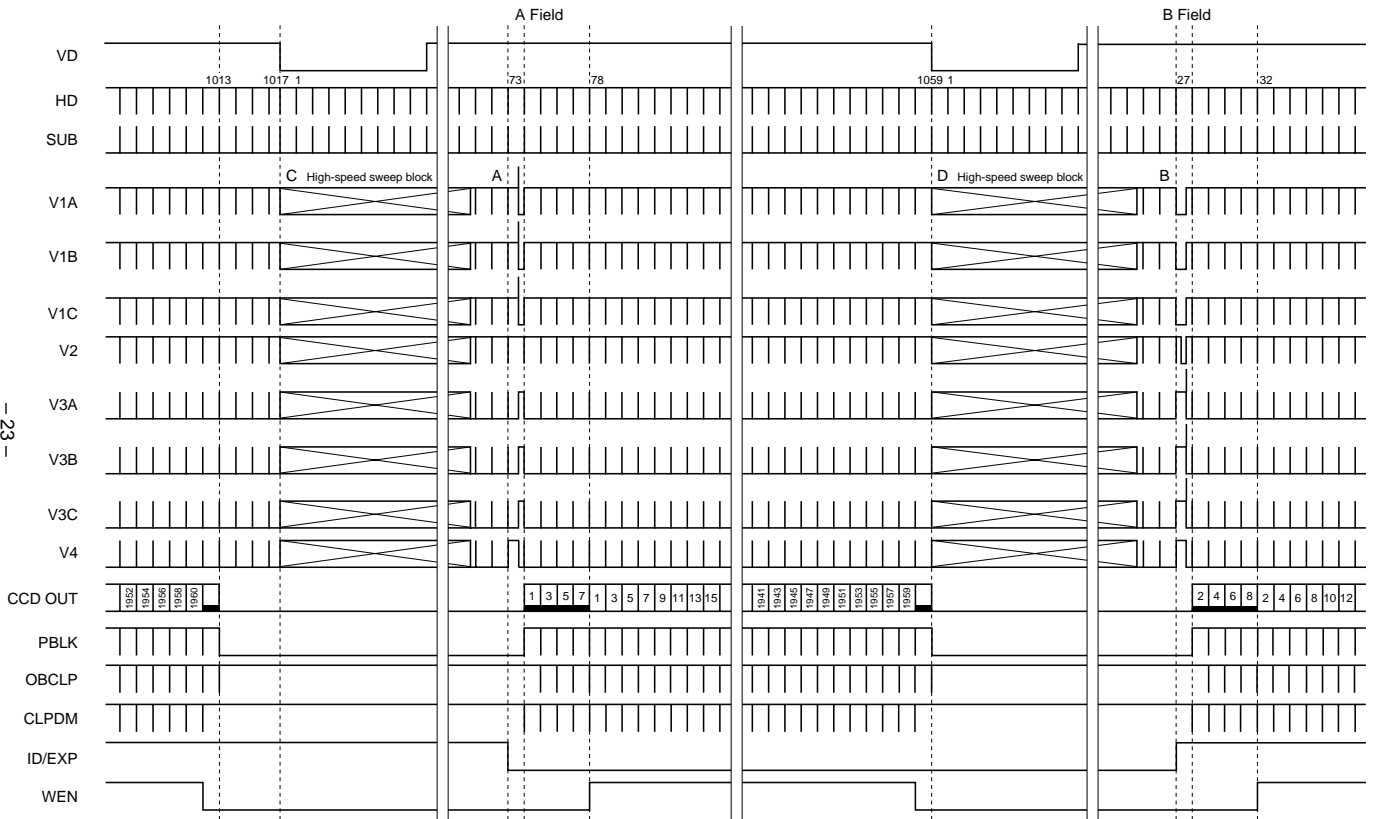 A Field B Field
VD
1013 1017 1 73 78 1059 1 27 32
HD
SUB
C High-speed sweep block A D High-speed sweep block B
V1A
V1B
V1C
V2
V3A
V3B
V3C
V4
CCD OUT 1952 1954 1956 1958 1960 1 3 5 7 1 3 5 7 9 11 13 15 1941 1943 1945 1947 1949 1951 1953 1955 1957 1959 2 4 6 8 2 4 6 8 10 12
PBLK
OBCLP
CLPDM
ID/EXP
WEN
– 23 –